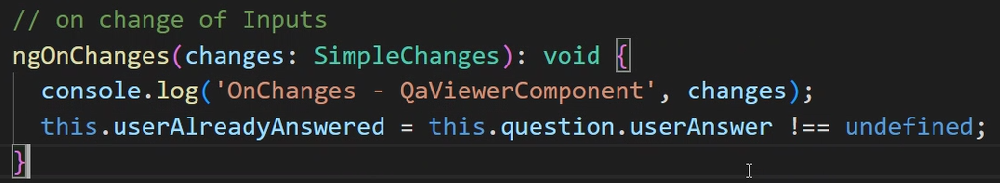 // on change of Inputs
ngOnChanges(changes: SimpleChanges): void {
console.log('OnChanges - QaViewerComponent', changes);
this.userAlreadyAnswered = this.question.userAnswer !== undefined;
}